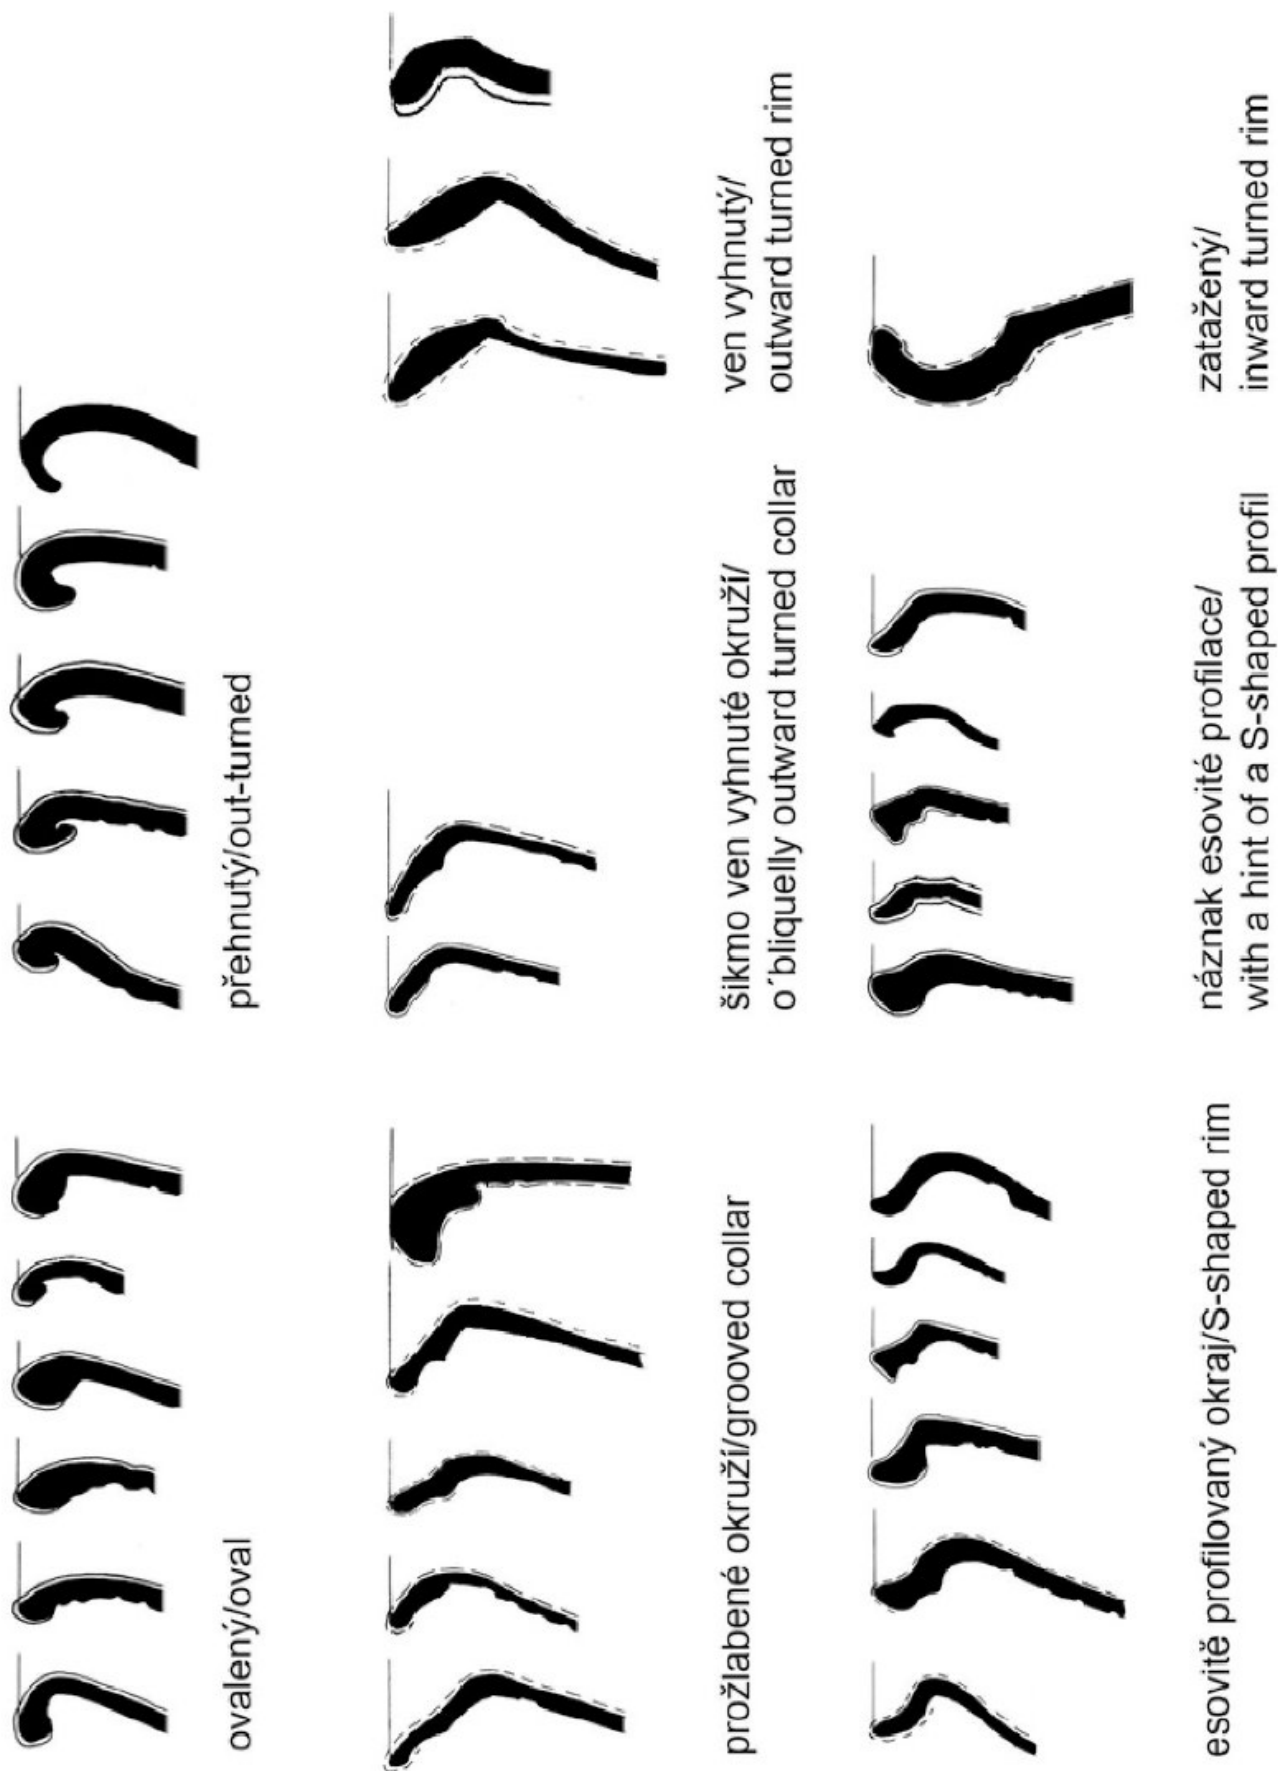 ovalený/oval
přehnutý/out-turned
prožlabené okruží/grooved collar
šikmo ven vyhnuté okruží/
o´bliquelly outward turned collar
ven vyhnutý/
outward turned rim
esovitě profilovaný okraj/S-shaped rim
náznak esovité profilace/
with a hint of a S-shaped profil
zatažený/
inward turned rim